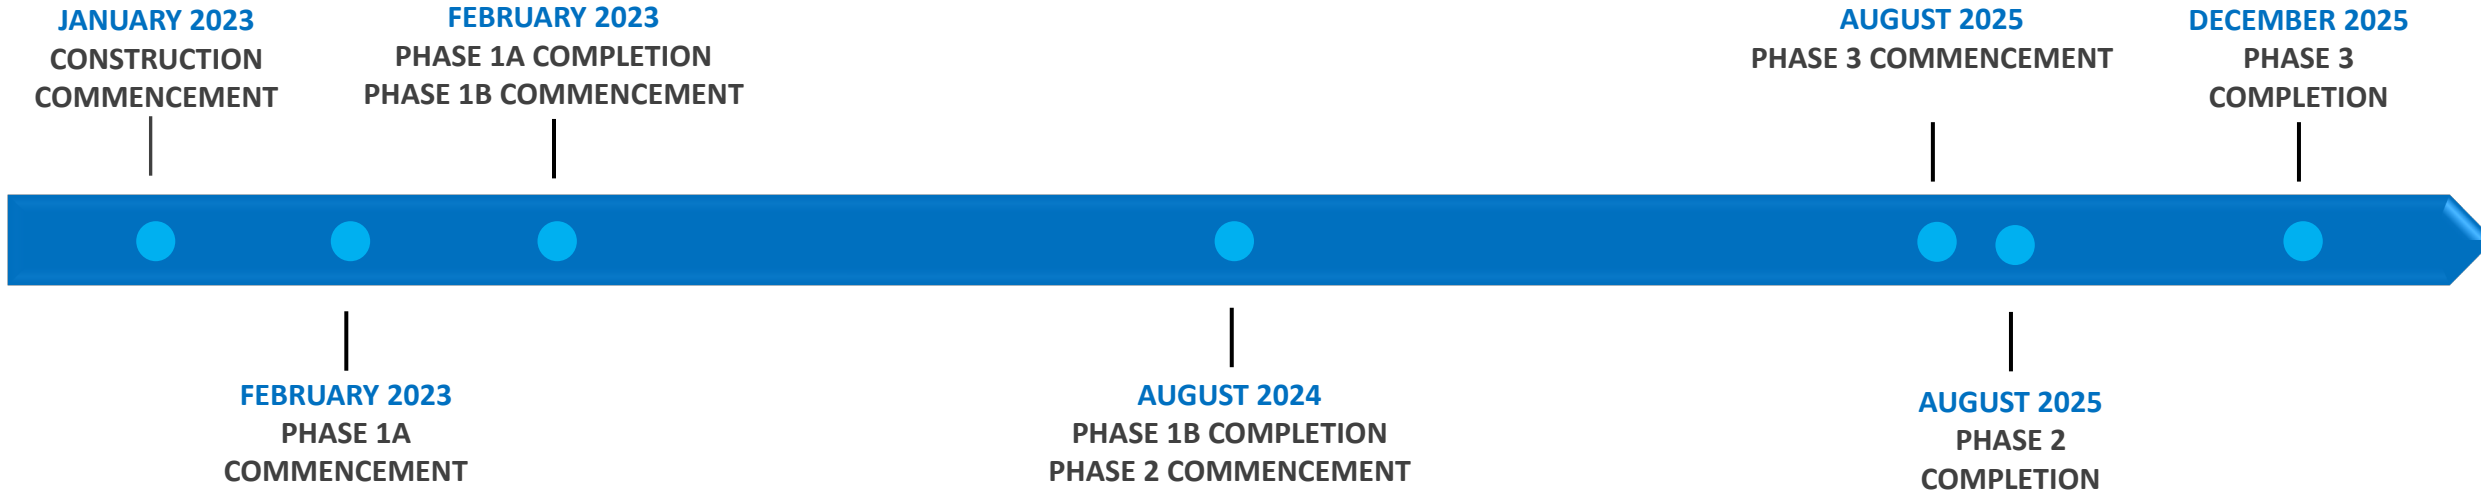 JANUARY 2023
CONSTRUCTION
COMMENCEMENT
FEBRUARY 2023
PHASE 1A COMPLETION
PHASE 1B COMMENCEMENT
AUGUST 2025
PHASE 3 COMMENCEMENT
DECEMBER 2025
PHASE 3
COMPLETION
FEBRUARY 2023
PHASE 1A
COMMENCEMENT
AUGUST 2024
PHASE 1B COMPLETION
PHASE 2 COMMENCEMENT
AUGUST 2025
PHASE 2
COMPLETION